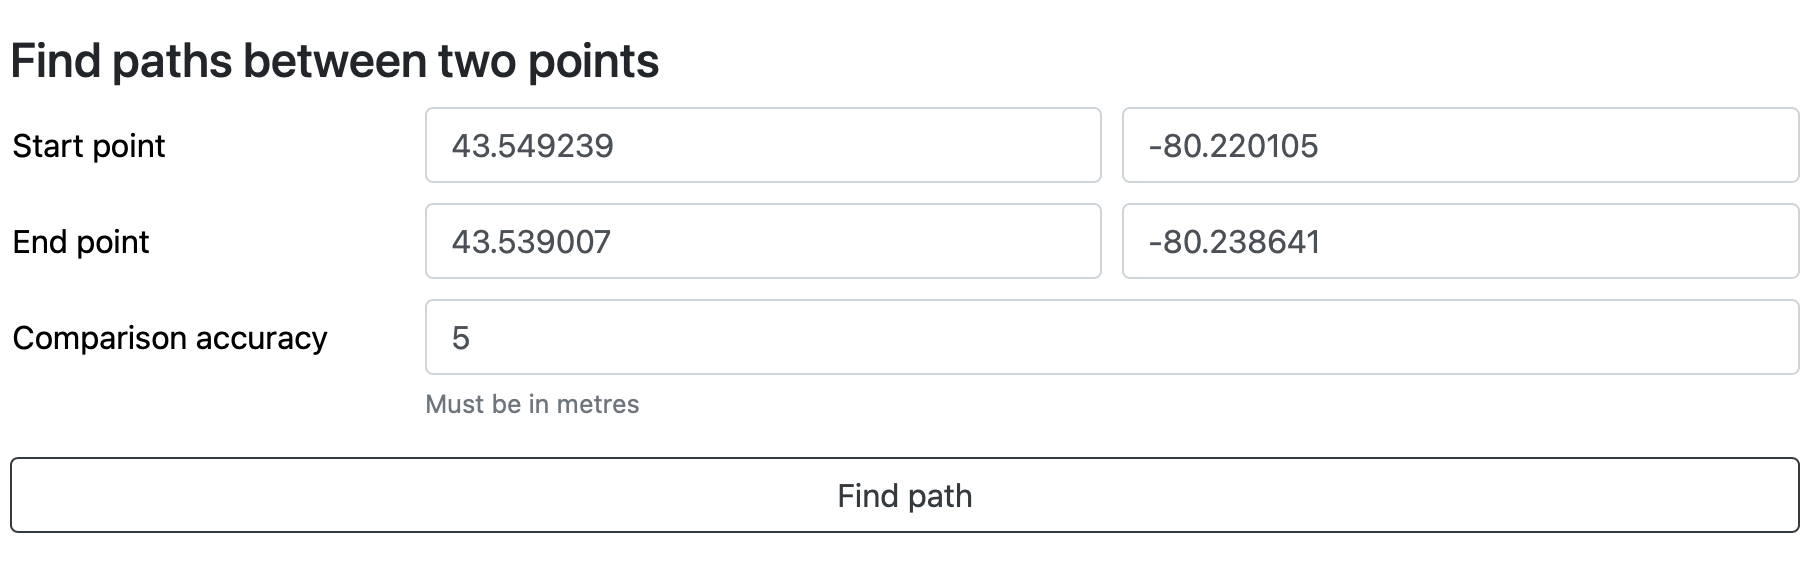 Find paths between two points
Start point 43.549239 -80.220105
End point 43.539007 -80.238641
Comparison accuracy 5
Must be in metres
Find path